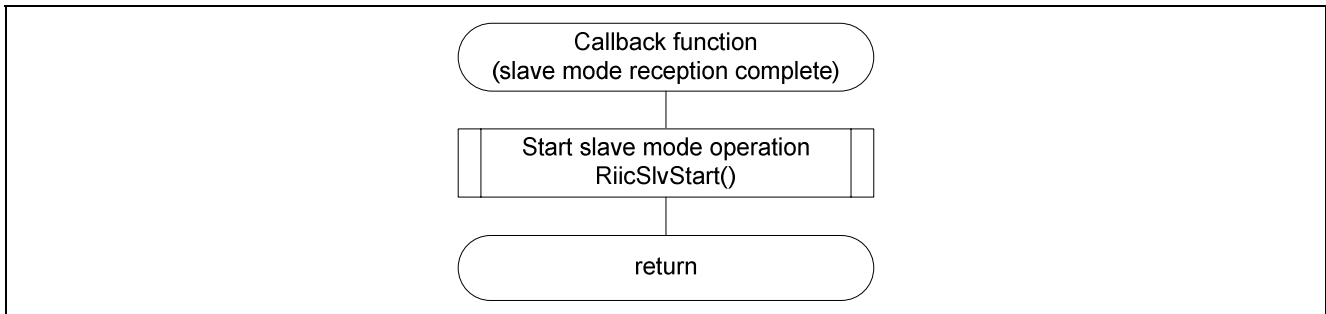 Callback function
(slave mode reception complete)
Start slave mode operation
RiicSlvStart()
return